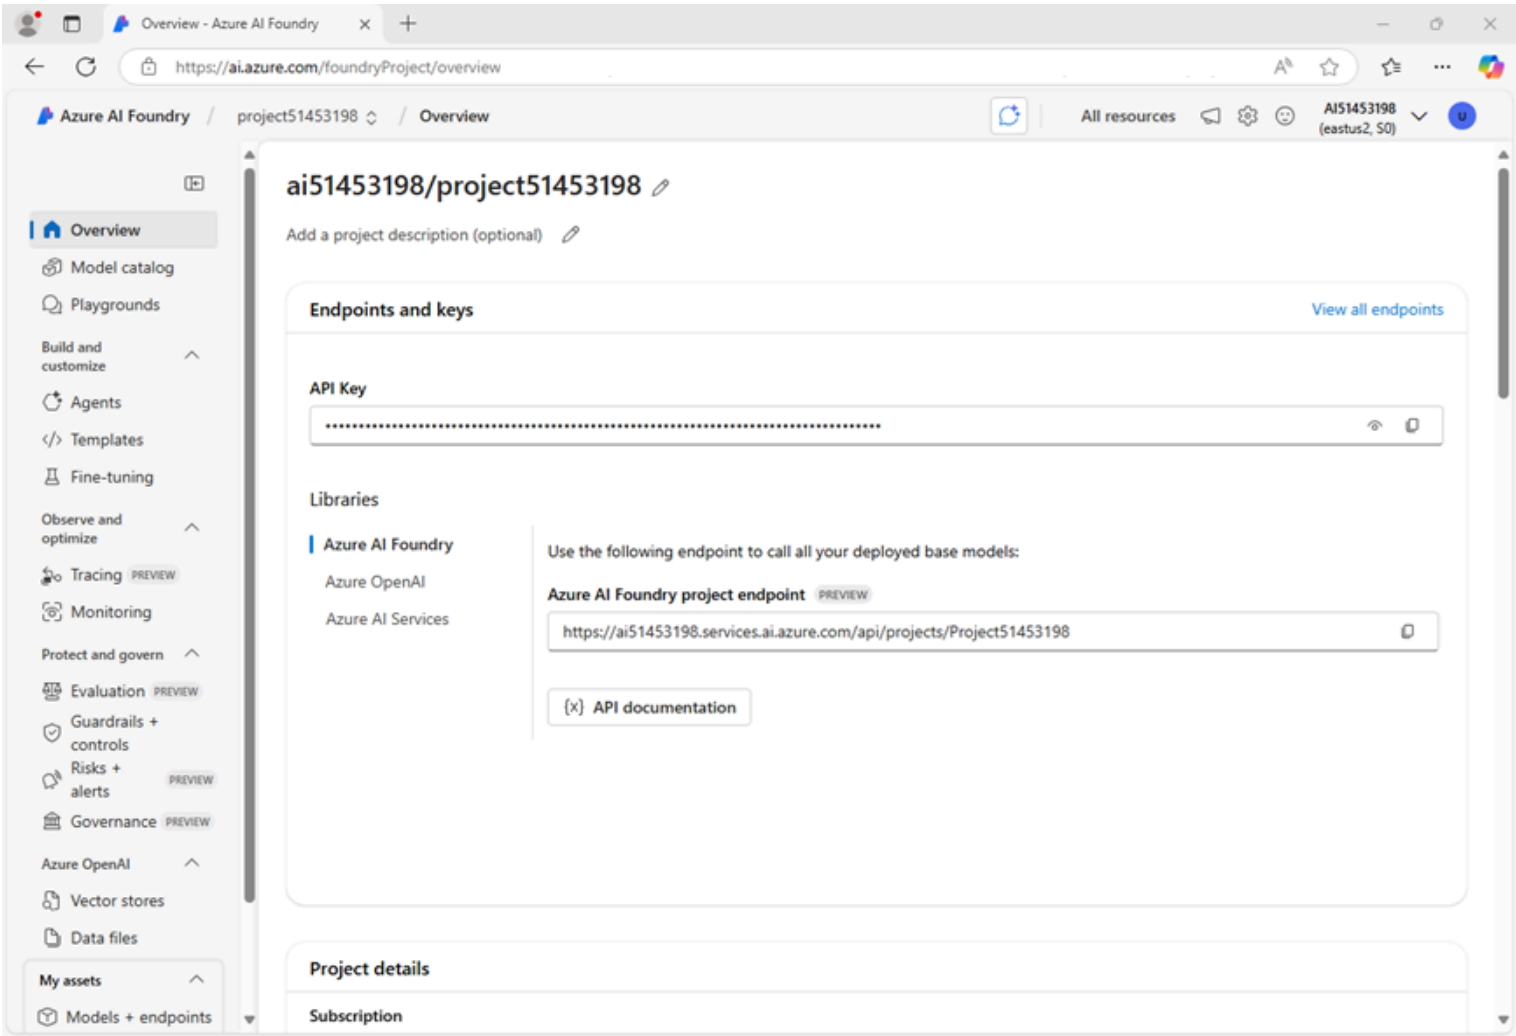 Overview - Azure AI Foundry
https://ai.azure.com/foundryProject/overview
Azure AI Foundry / project51453198 / Overview
All resources
AI51453198
(eastus2, S0)
U
ai51453198/project51453198
Add a project description (optional)
Overview
Model catalog
Playgrounds
Build and
customize
Agents
Templates
Fine-tuning
Observe and
optimize
Tracing PREVIEW
Monitoring
Protect and govern
Evaluation PREVIEW
Guardrails +
controls
Risks +
alerts
PREVIEW
Governance PREVIEW
Azure OpenAI
Vector stores
Data files
My assets
Models + endpoints
Endpoints and keys
View all endpoints
API Key
Libraries
Azure AI Foundry
Azure OpenAI
Azure AI Services
Use the following endpoint to call all your deployed base models:
Azure AI Foundry project endpoint PREVIEW
https://ai51453198.services.ai.azure.com/api/projects/Project51453198
{x} API documentation
Project details
Subscription